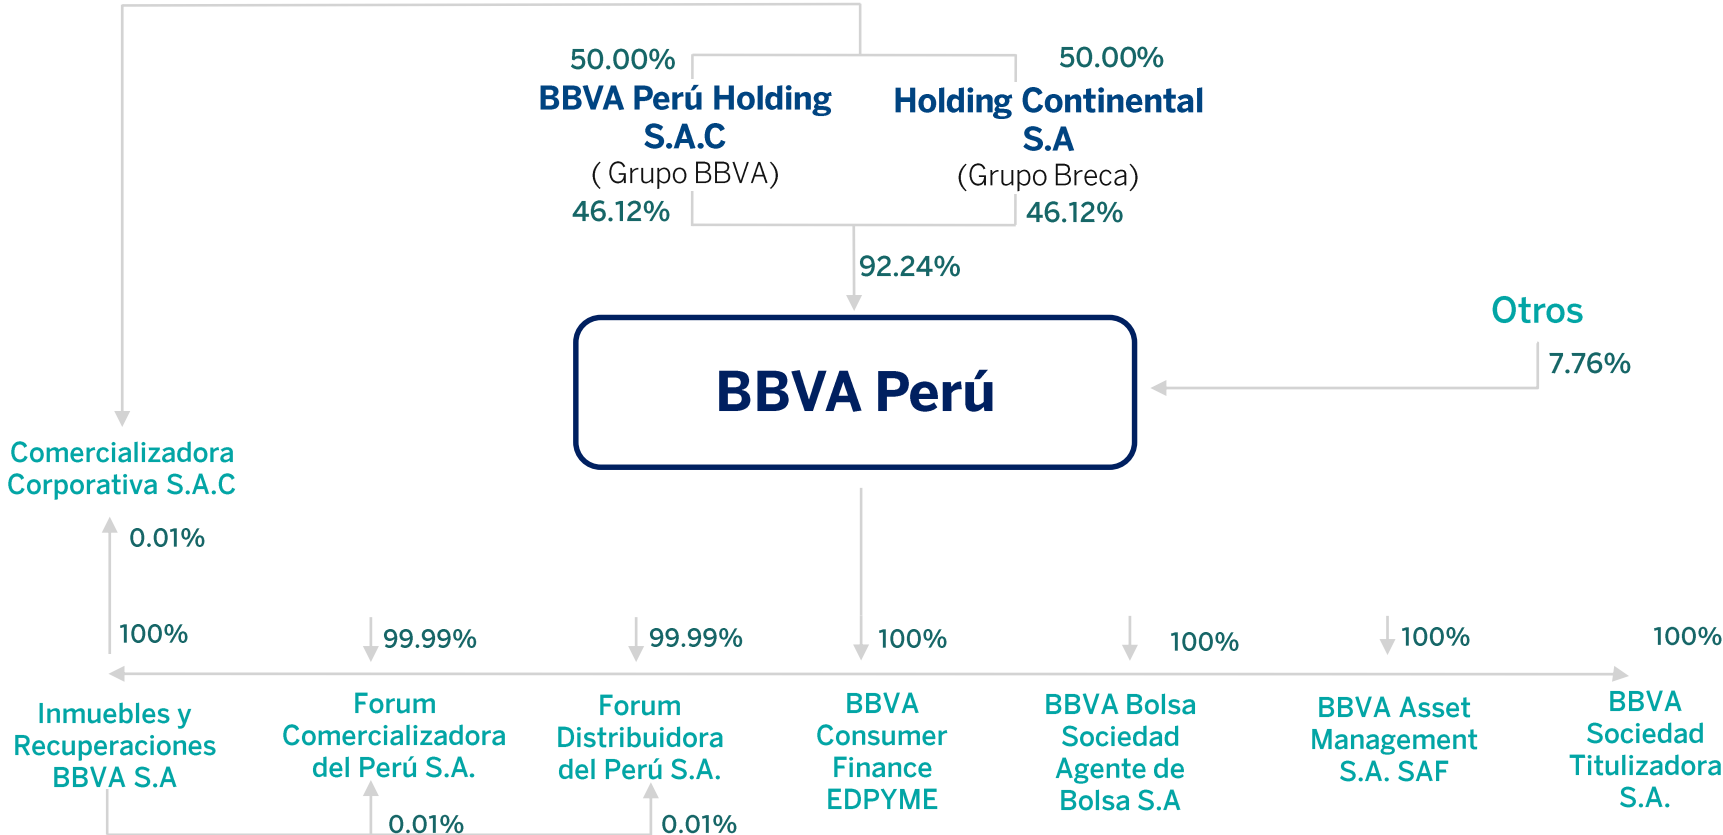 50.00%
50.00%
BBVA Perú Holding
S.A.C
( Grupo BBVA)
46.12%
Holding Continental
S.A
(Grupo Breca)
46.12%
92.24%
Otros
7.76%
BBVA Perú
Comercializadora
Corporativa S.A.C
0.01%
100%
99.99%
99.99%
100%
100%
100%
100%
Inmuebles y
Recuperaciones
BBVA S.A
Forum
Comercializadora
del Perú S.A.
Forum
Distribuidora
del Perú S.A.
BBVA
Consumer
Finance
EDPYME
BBVA Bolsa
Sociedad
Agente de
Bolsa S.A
BBVA Asset
Management
S.A. SAF
BBVA
Sociedad
Titulizadora
S.A.
0.01%
0.01%